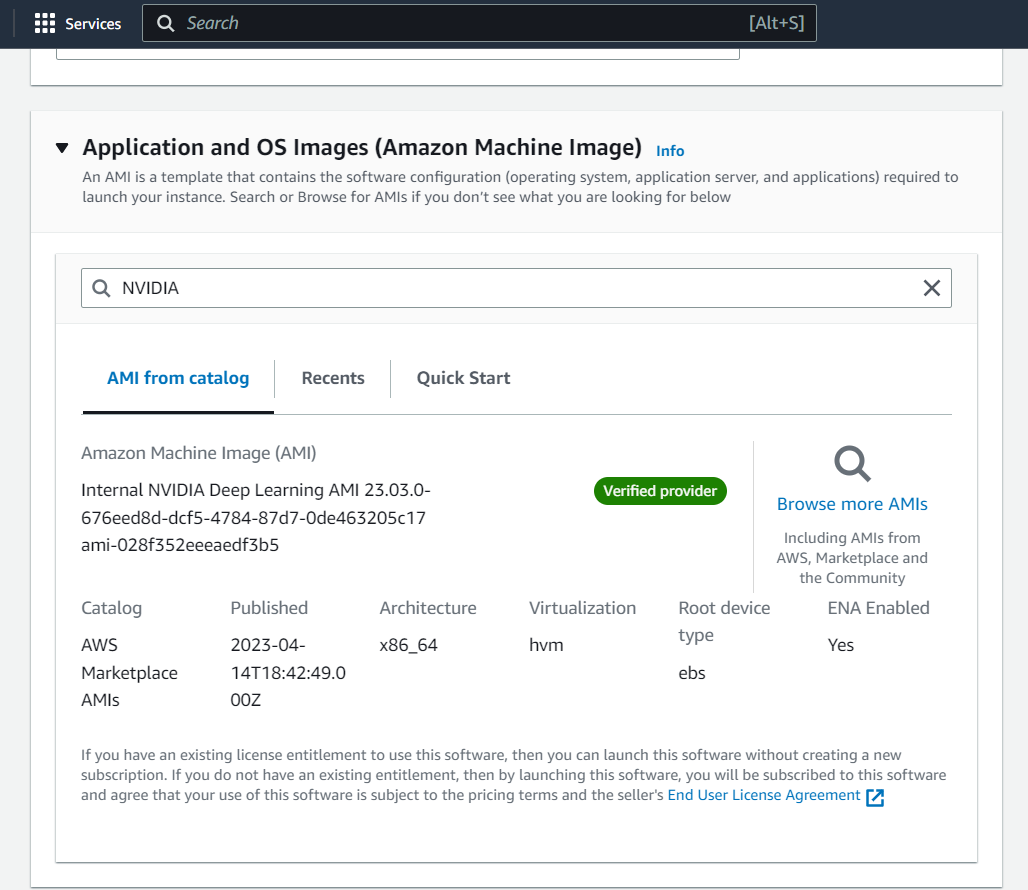 Services
Search [Alt+S]
Application and OS Images (Amazon Machine Image) Info
An AMI is a template that contains the software configuration (operating system, application server, and applications) required to
launch your instance. Search or Browse for AMIs if you don’t see what you are looking for below
NVIDIA
AMI from catalog
Recents
Quick Start
Amazon Machine Image (AMI)
Internal NVIDIA Deep Learning AMI 23.03.0-
676eed8d-dcf5-4784-87d7-0de463205c17
ami-028f352eeeaedf3b5
Verified provider
Browse more AMIs
Including AMIs from
AWS, Marketplace and
the Community
Catalog
AWS
Marketplace
AMIs
Published
2023-04-
14T18:42:49.0
00Z
Architecture
x86_64
Virtualization
hvm
Root device
type
ebs
ENA Enabled
Yes
If you have an existing license entitlement to use this software, then you can launch this software without creating a new
subscription. If you do not have an existing entitlement, then by launching this software, you will be subscribed to this software
and agree that your use of this software is subject to the pricing terms and the seller's End User License Agreement